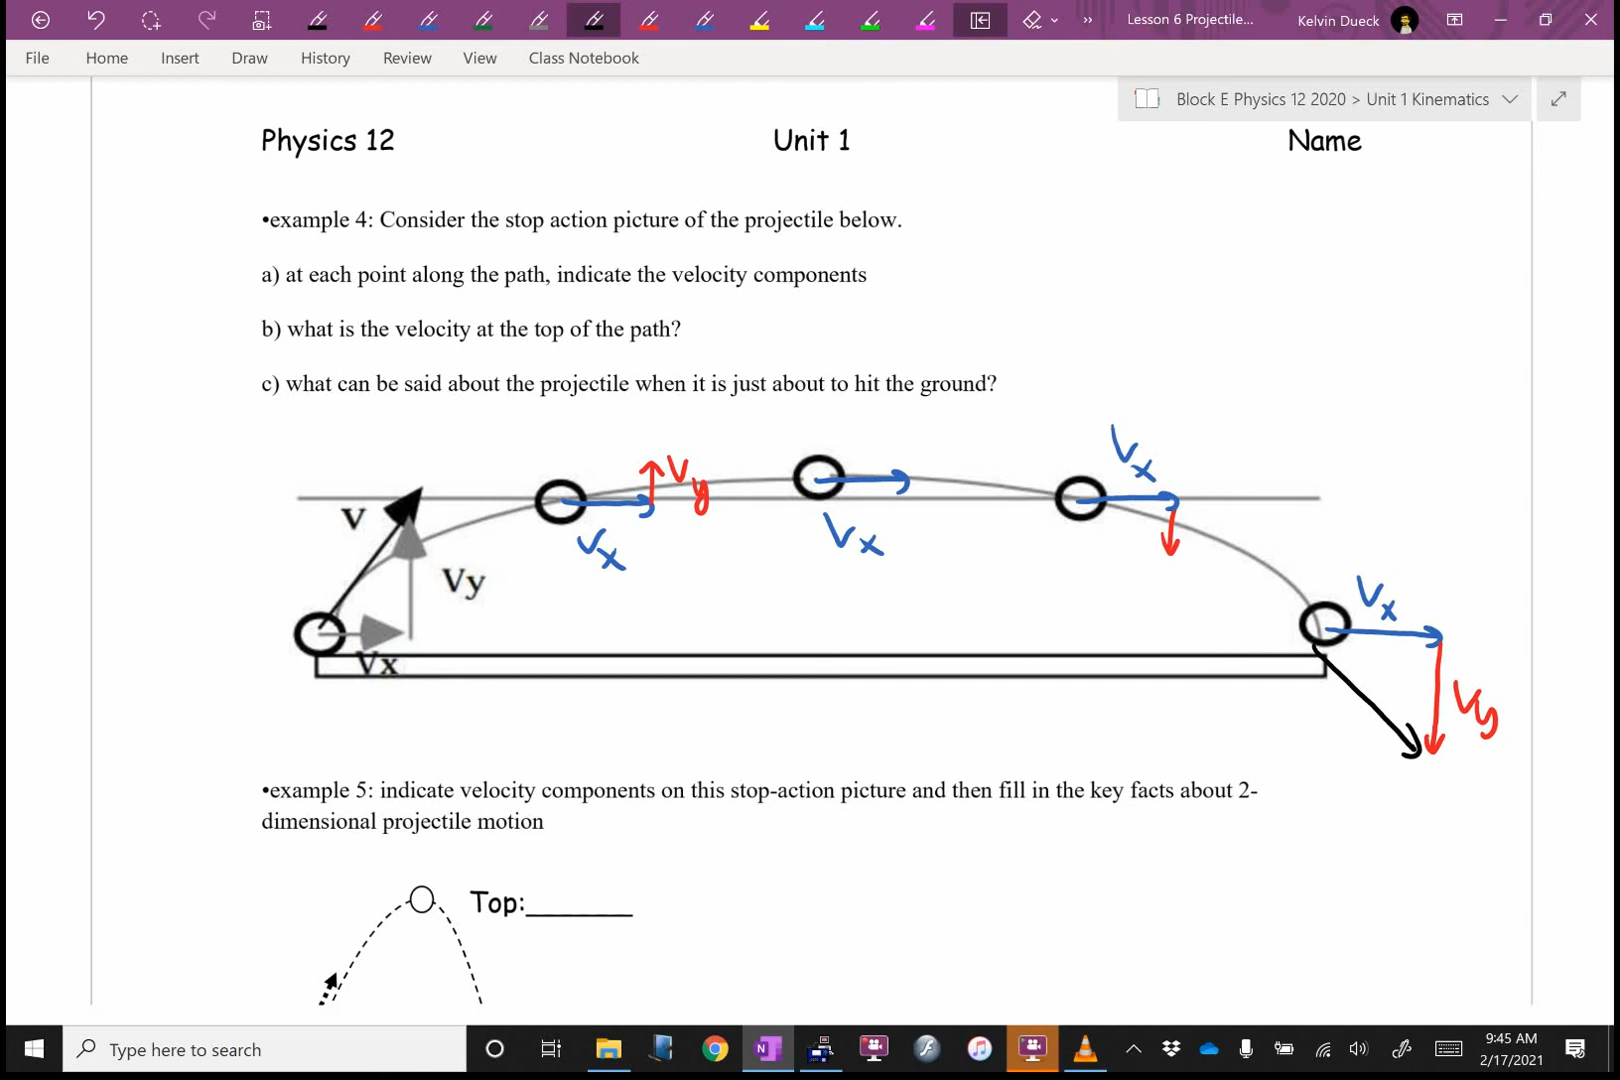 Lesson 6 Projectile...
Kelvin Dueck
File Home Insert Draw History Review View Class Notebook
Block E Physics 12 2020 > Unit 1 Kinematics
Physics 12 Unit 1 Name
•example 4: Consider the stop action picture of the projectile below.
a) at each point along the path, indicate the velocity components
b) what is the velocity at the top of the path?
c) what can be said about the projectile when it is just about to hit the ground?
Vx
Vy
v
Vx
Vx
Vy
Vx
Vx
Vy
•example 5: indicate velocity components on this stop-action picture and then fill in the key facts about 2-
dimensional projectile motion
Top:_______
Type here to search
9:45 AM
2/17/2021